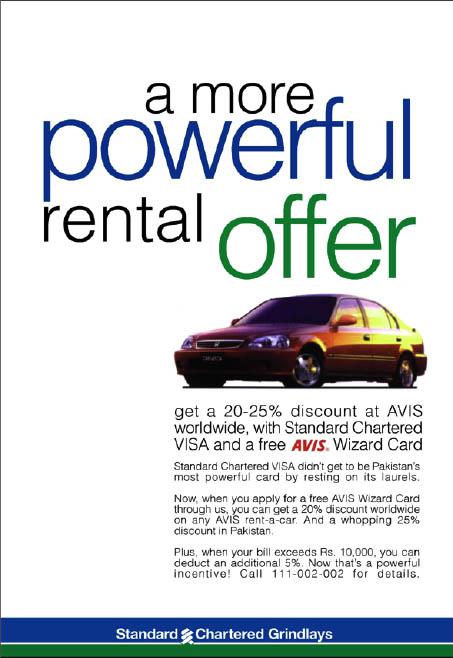 a more
powerful
rental
offer
get a 20-25% discount at AVIS
worldwide, with Standard Chartered
VISA and a free AVIS. Wizard Card
Standard Chartered VISA didn't get to be Pakistan's
most powerful card by resting on its laurels.
Now, when you apply for a free AVIS Wizard Card
through us, you can get a 20% discount worldwide
on any AVIS rent-a-car. And a whopping 25%
discount in Pakistan.
Plus, when your bill exceeds Rs. 10,000, you can
deduct an additional 5%. Now that's a powerful
incentive! Call 111-002-002 for details.
Standard Chartered Grindlays